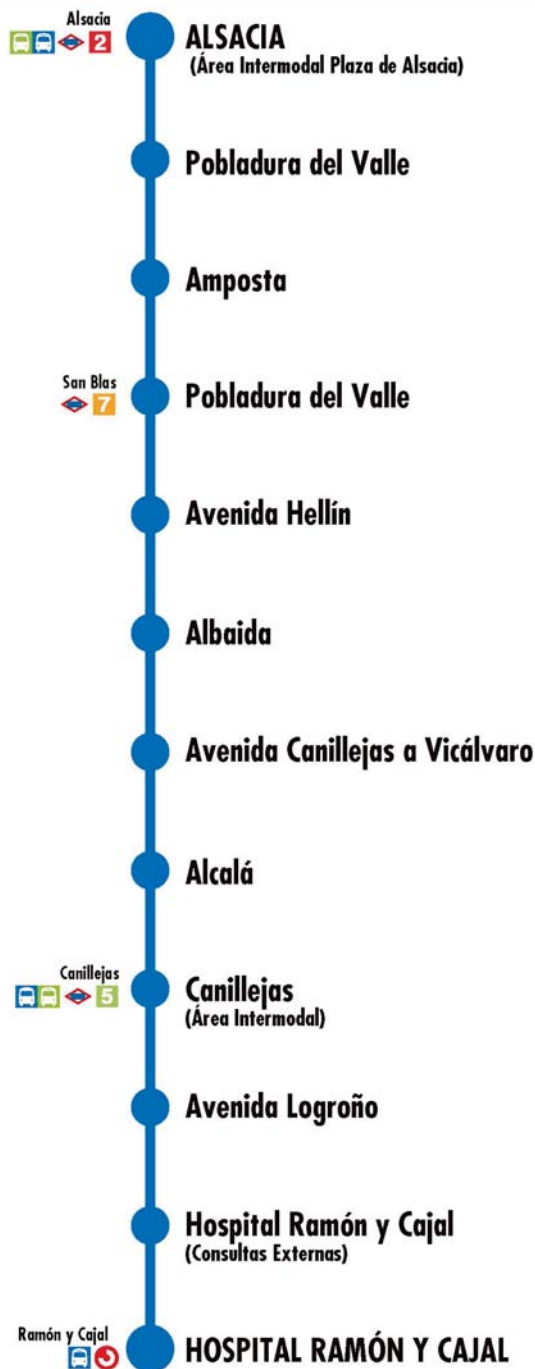 Alsacia
2
ALSACIA
(Área Intermodal Plaza de Alsacia)
Pobladura del Valle
Amposta
San Blas
7
Pobladura del Valle
Avenida Hellín
Albaida
Avenida Canillejas a Vicálvaro
Alcalá
Canillejas
5
Canillejas
(Área Intermodal)
Avenida Logroño
Hospital Ramón y Cajal
(Consultas Externas)
Ramón y Cajal
HOSPITAL RAMÓN Y CAJAL